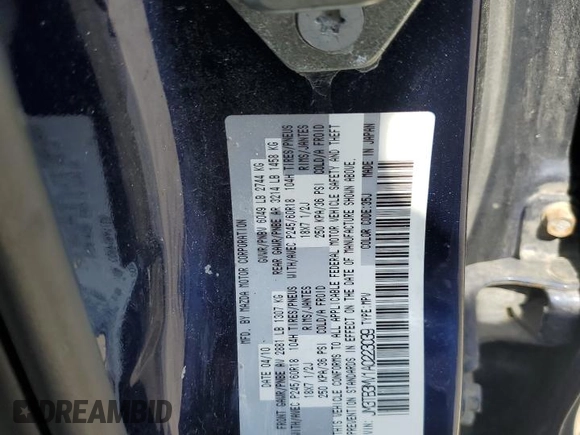 MFD. BY MAZDA MOTOR CORPORATION
DATE 04/10 GVWR/PNBV 6049 LB 2744 KG
FRONT GAWR/PNBE AV 2881 LB 1307 KG REAR GAWR/PNBE AR 3214 LB 1458 KG
WITH/AVEC P245/60R18 104H TIRES/PNEUS WITH/AVEC P245/60R18 104H TIRES/PNEUS
18X7 1/2J RIMS/JANTES 18X7 1/2J RIMS/JANTES
250 KPA/36 PSI COLD/A FROID 250 KPA/36 PSI COLD/A FROID
THIS VEHICLE CONFORMS TO ALL APPLICABLE FEDERAL MOTOR VEHICLE SAFETY AND THEFT
PREVENTION STANDARDS IN EFFECT ON THE DATE OF MANUFACTURE SHOWN ABOVE.
COLOR CODE:35J MADE IN JAPAN
VIN: TYPE: MPV
EPIC